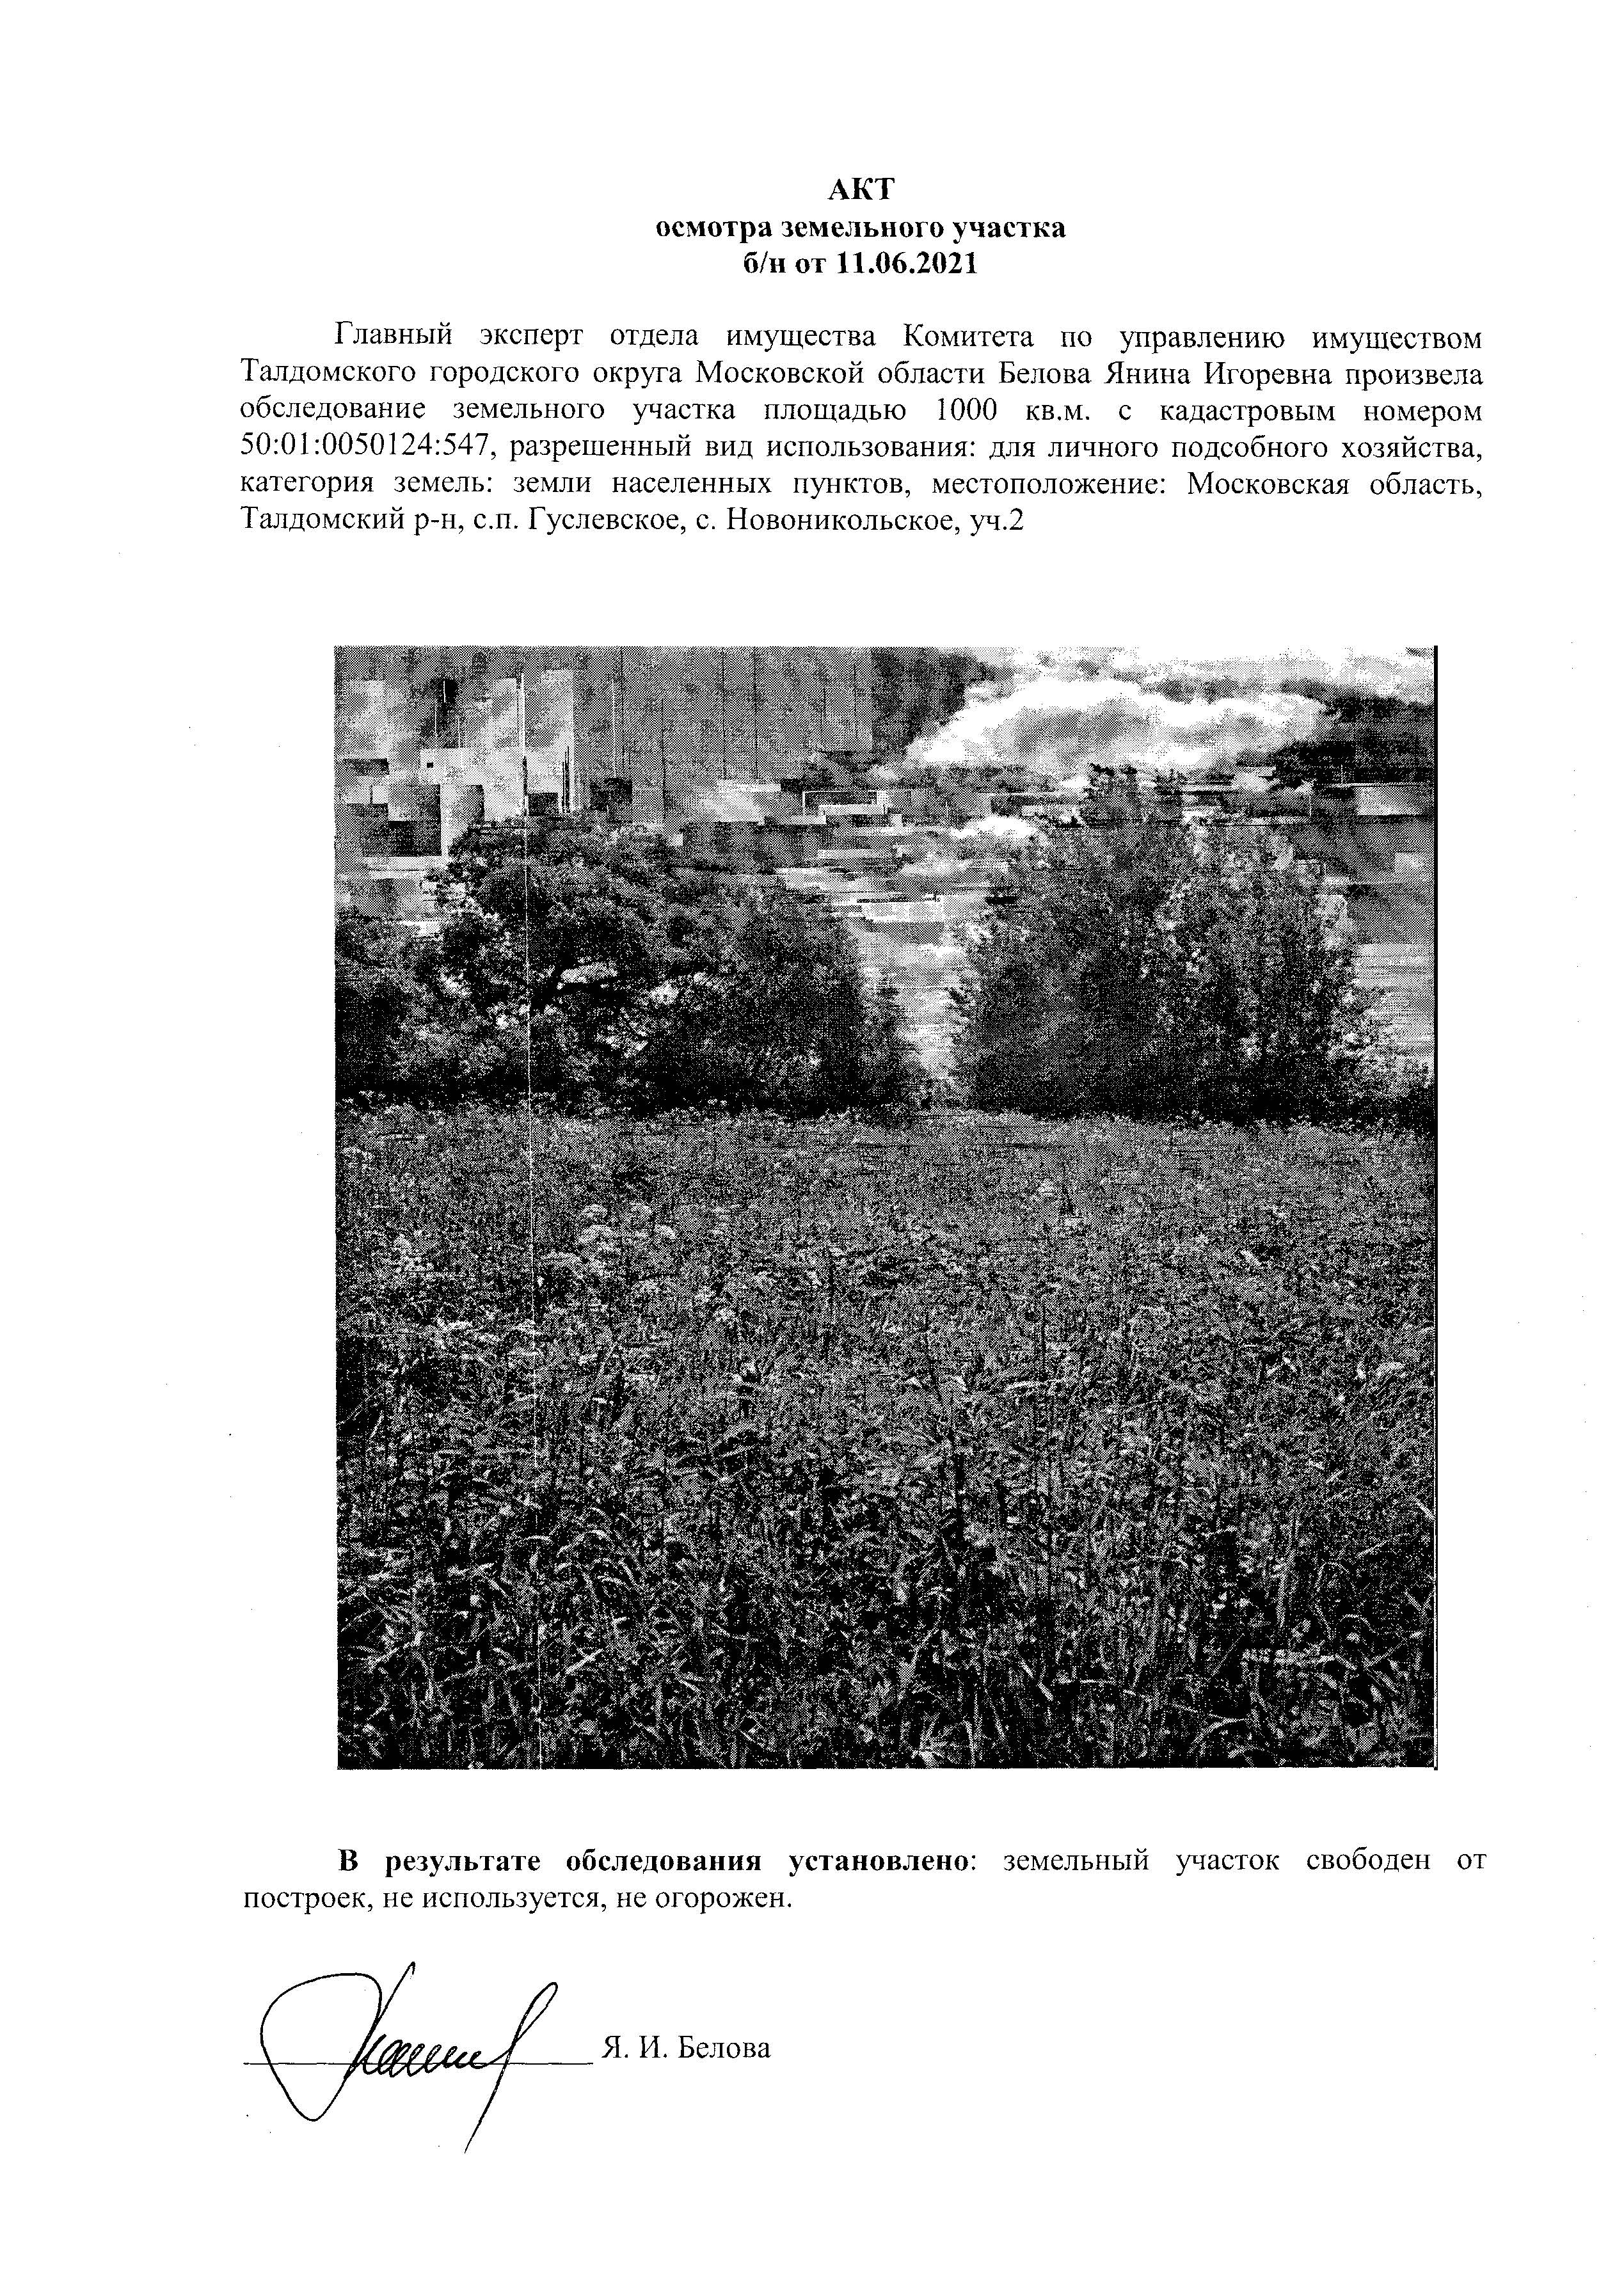 АКТ
осмотра земельного участка
б/н от 11.06.2021
Главный эксперт отдела имущества Комитета по управлению имуществом
Талдомского городского округа Московской области Белова Янина Игоревна произвела
обследование земельного участка площадью 1000 кв.м. с кадастровым номером
50:01:0050124:547, разрешенный вид использования: для личного подсобного хозяйства,
категория земель: земли населенных пунктов, местоположение: Московская область,
Талдомский р-н, с.п. Гуслевское, с. Новоникольское, уч.2
В результате обследования установлено: земельный участок свободен от
построек, не используется, не огорожен.
Я. И. Белова